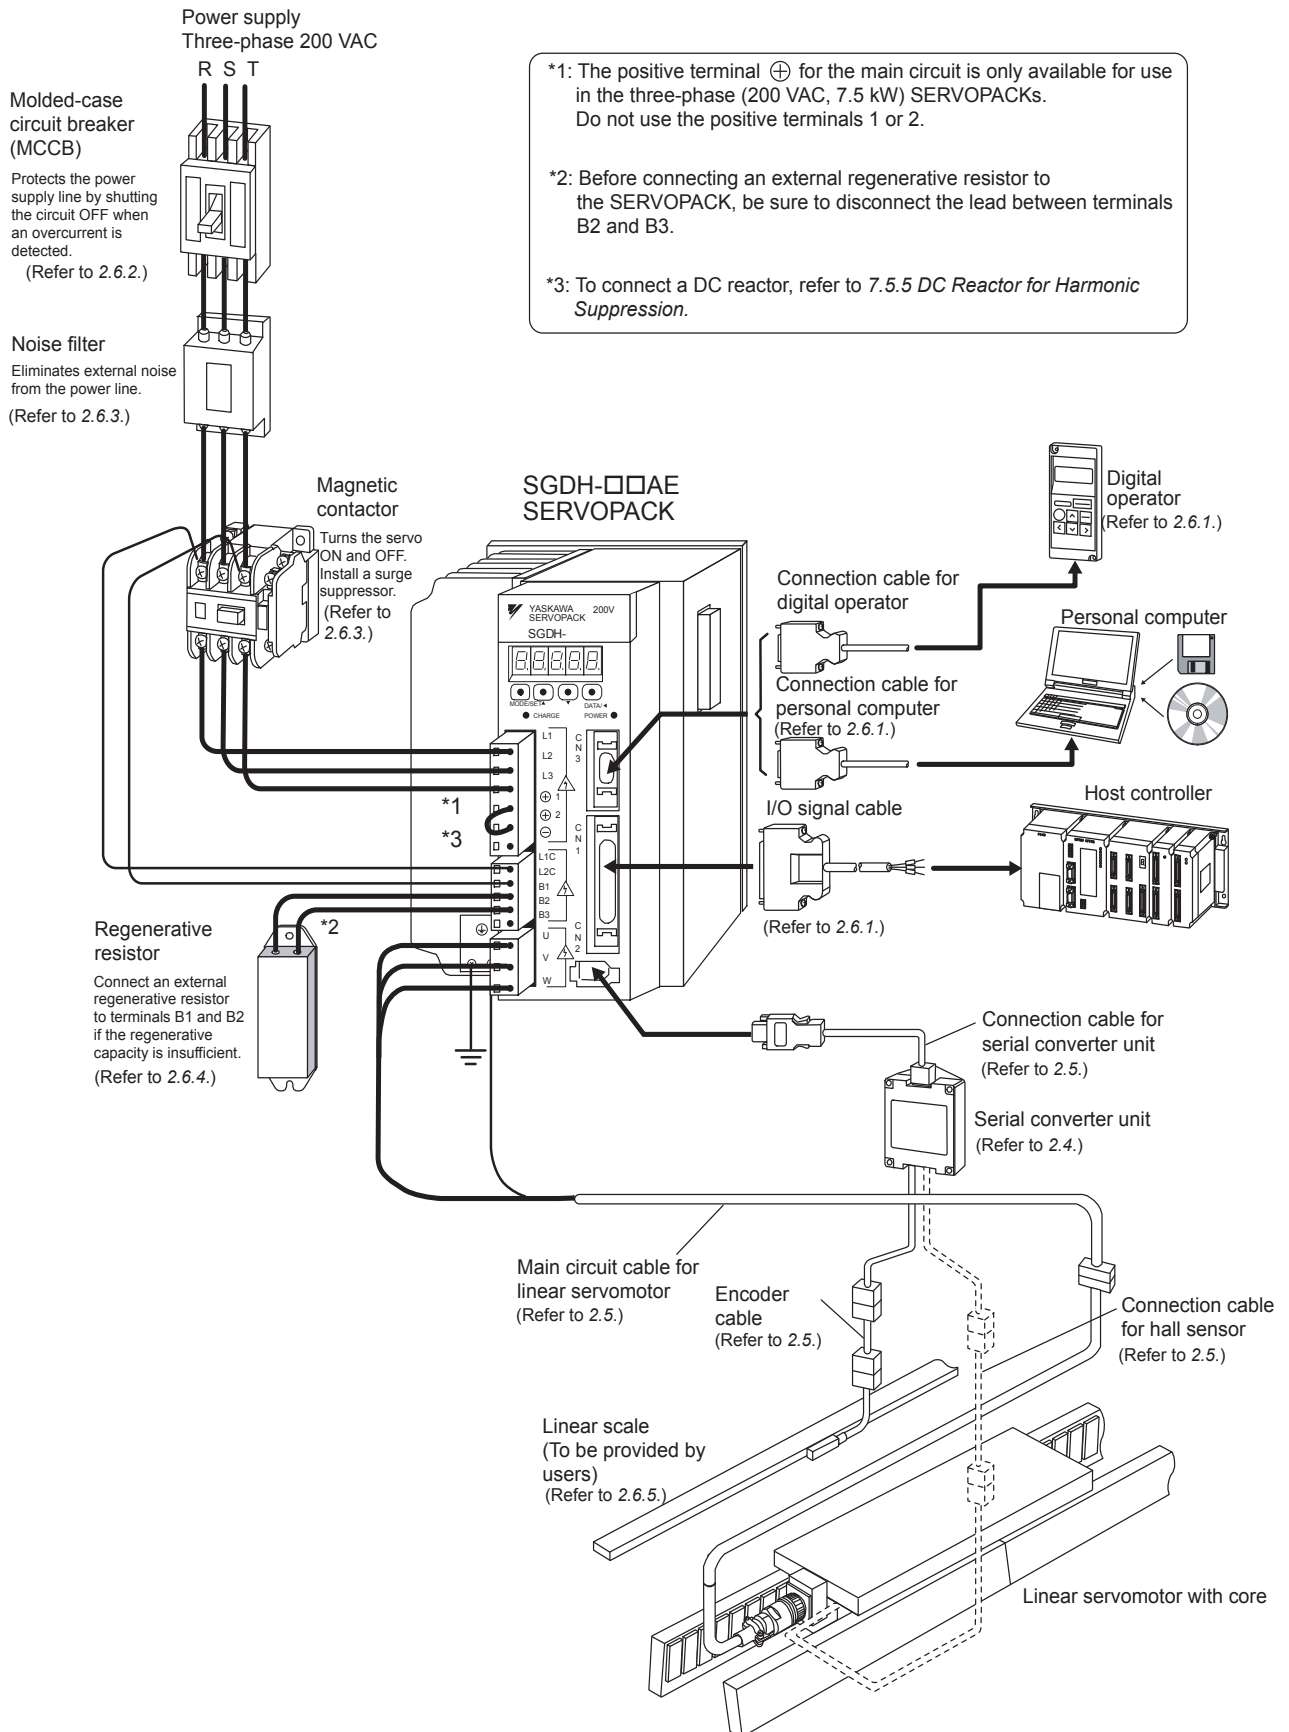 Power supply
Three-phase 200 VAC
R S T
Molded-case
circuit breaker
(MCCB)
Protects the power
supply line by shutting
the circuit OFF when
an overcurrent is
detected.
(Refer to 2.6.2.)
*1: The positive terminal ⊕ for the main circuit is only available for use
in the three-phase (200 VAC, 7.5 kW) SERVOPACKs.
Do not use the positive terminals 1 or 2.
*2: Before connecting an external regenerative resistor to
the SERVOPACK, be sure to disconnect the lead between terminals
B2 and B3.
*3: To connect a DC reactor, refer to 7.5.5 DC Reactor for Harmonic
Suppression.
Noise filter
Eliminates external noise
from the power line.
(Refer to 2.6.3.)
Magnetic
contactor
Turns the servo
ON and OFF.
Install a surge
suppressor.
(Refer to
2.6.3.)
SGDH-□□AE
SERVOPACK
YASKAWA 200V
SERVOPACK
SGDH-
8.8.8.8.8.
MODE/SET▲ ▼ DATA/◄
CHARGE POWER
L1
L2
L3
⊕ 1
⊕ 2
⊖
L1C
L2C
B1
B2
B3
U
V
W
CN3
CN1
CN2
*1
*3
*2
Digital
operator
(Refer to 2.6.1.)
Connection cable for
digital operator
Personal computer
Connection cable for
personal computer
(Refer to 2.6.1.)
I/O signal cable
(Refer to 2.6.1.)
Host controller
Regenerative
resistor
Connect an external
regenerative resistor
to terminals B1 and B2
if the regenerative
capacity is insufficient.
(Refer to 2.6.4.)
Connection cable for
serial converter unit
(Refer to 2.5.)
Serial converter unit
(Refer to 2.4.)
Main circuit cable for
linear servomotor
(Refer to 2.5.)
Encoder
cable
(Refer to 2.5.)
Connection cable
for hall sensor
(Refer to 2.5.)
Linear scale
(To be provided by
users)
(Refer to 2.6.5.)
Linear servomotor with core